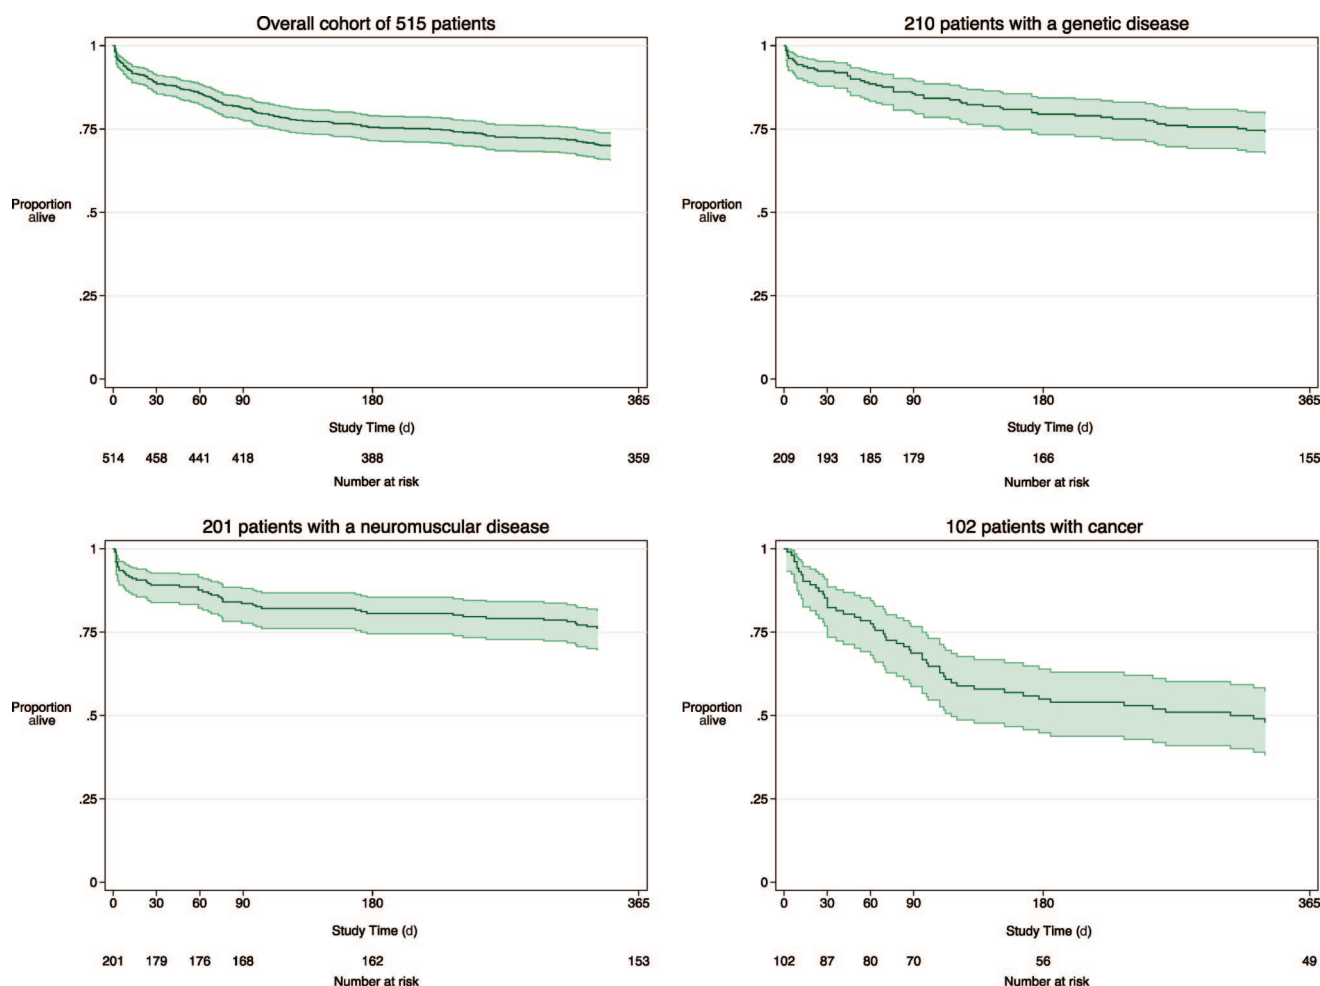 Overall cohort of 515 patients
1
.75
Proportion
alive
.5
.25
0
0 30 60 90 180 365
Study Time (d)
514 458 441 418 388 359
Number at risk
210 patients with a genetic disease
1
.75
Proportion
alive
.5
.25
0
0 30 60 90 180 365
Study Time (d)
209 193 185 179 166 155
Number at risk
201 patients with a neuromuscular disease
1
.75
Proportion
alive
.5
.25
0
0 30 60 90 180 365
Study Time (d)
201 179 176 168 162 153
Number at risk
102 patients with cancer
1
.75
Proportion
alive
.5
.25
0
0 30 60 90 180 365
Study Time (d)
102 87 80 70 56 49
Number at risk